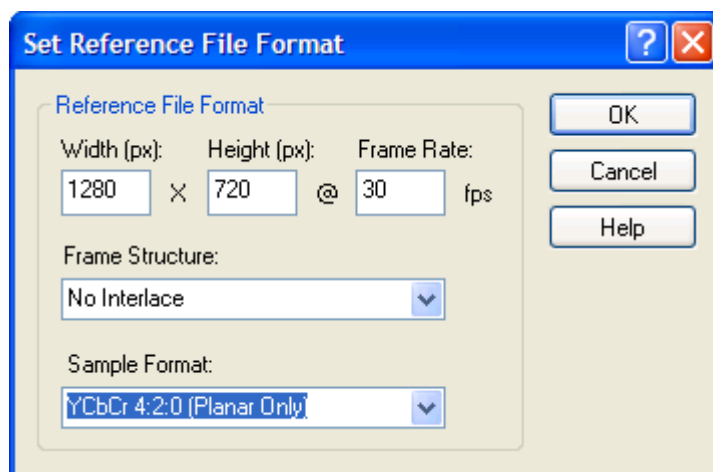 Set Reference File Format
?
Reference File Format
OK
Width (px): Height (px): Frame Rate:
1280 X 720 @ 30 fps
Cancel
Help
Frame Structure:
No Interlace
Sample Format:
YCbCr 4:2:0 (Planar Only)